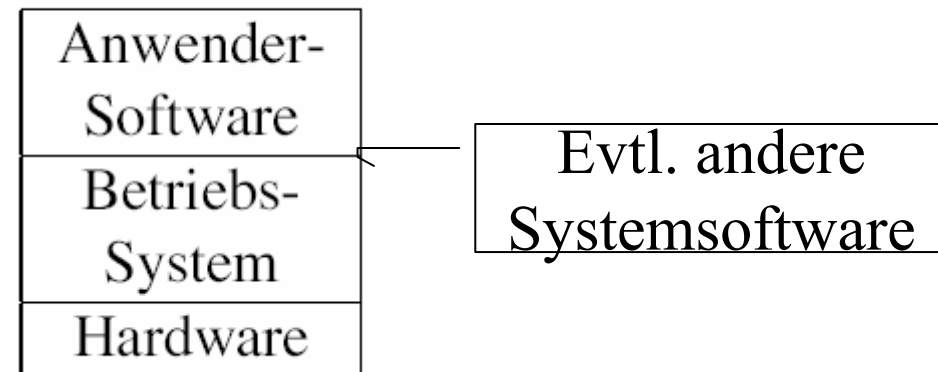 Anwender-
Software
Betriebs-
System
Hardware
Evtl. andere
Systemsoftware